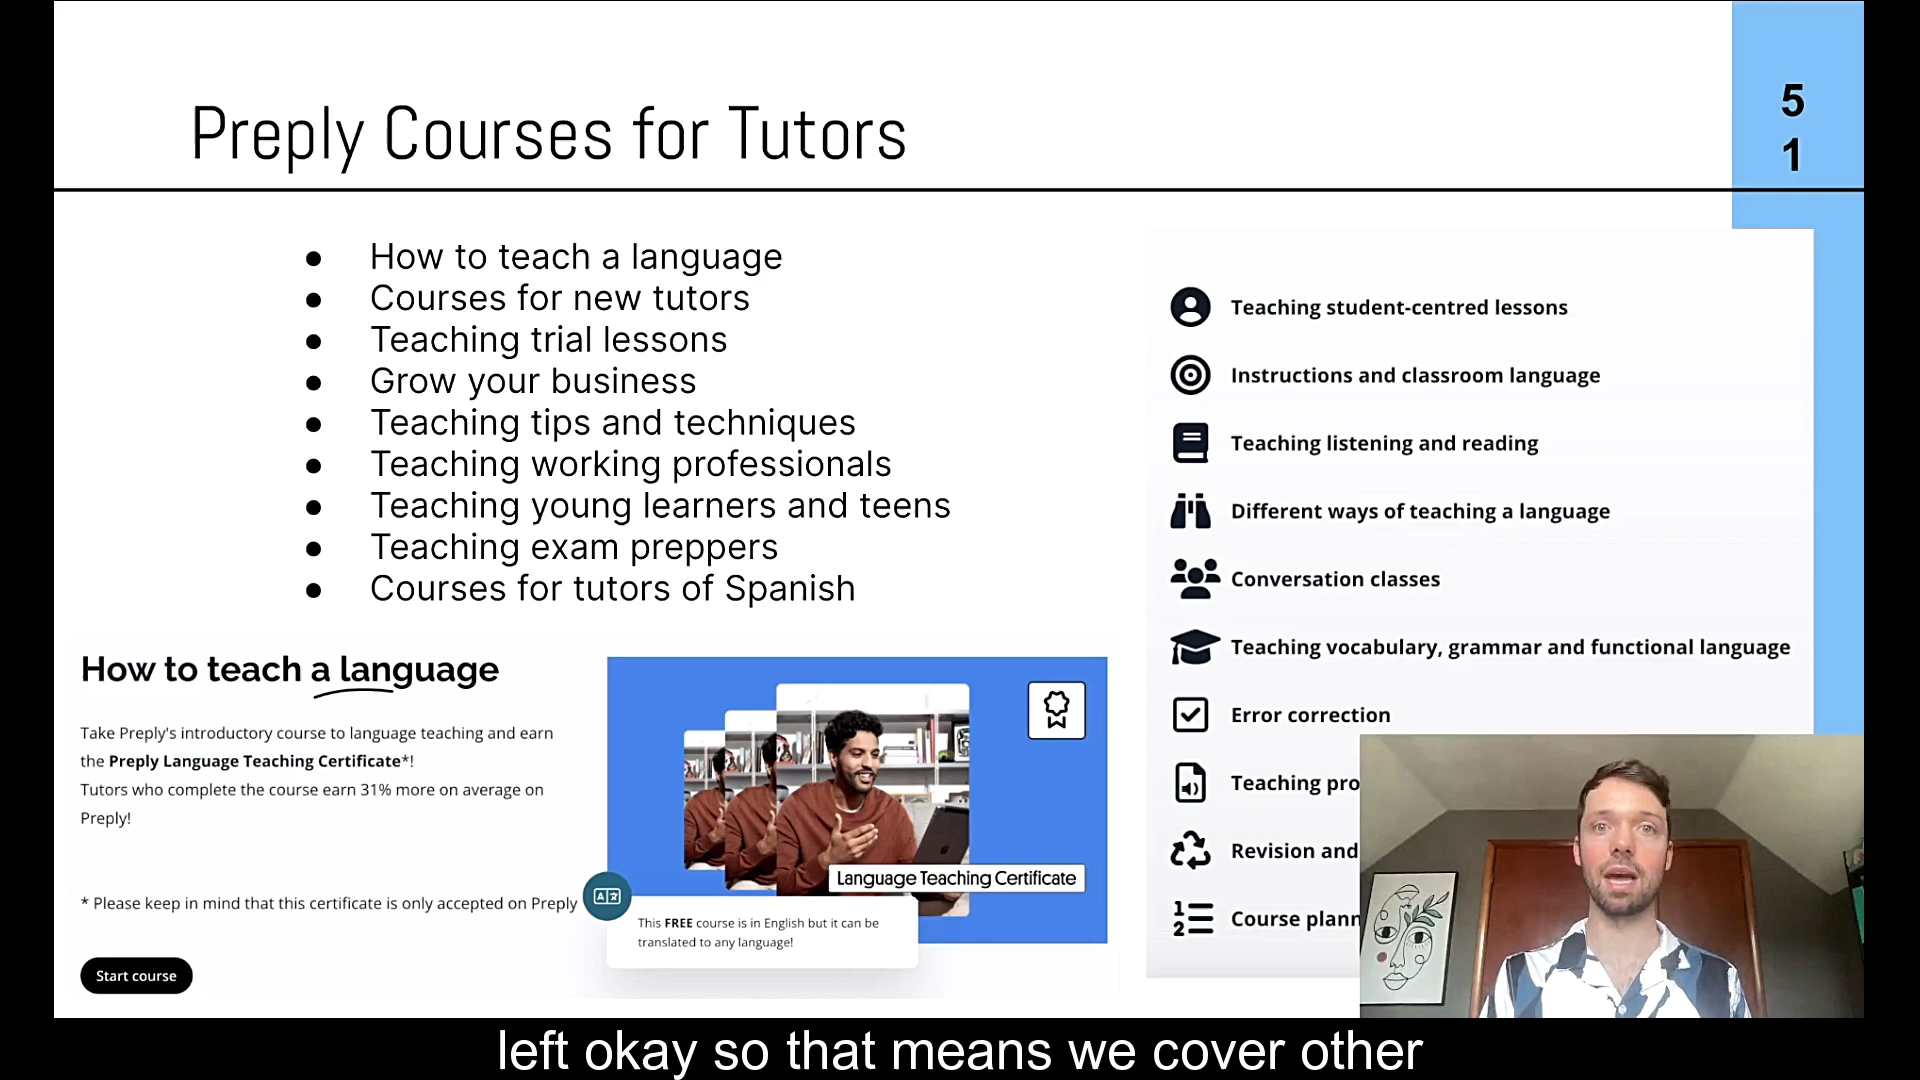 Preply Courses for Tutors
5
1
● How to teach a language
● Courses for new tutors
● Teaching trial lessons
● Grow your business
● Teaching tips and techniques
● Teaching working professionals
● Teaching young learners and teens
● Teaching exam preppers
● Courses for tutors of Spanish
How to teach a language
Take Preply's introductory course to language teaching and earn
the Preply Language Teaching Certificate*!
Tutors who complete the course earn 31% more on average on
Preply!
* Please keep in mind that this certificate is only accepted on Preply
Start course
Language Teaching Certificate
This FREE course is in English but it can be
translated to any language!
Teaching student-centred lessons
Instructions and classroom language
Teaching listening and reading
Different ways of teaching a language
Conversation classes
Teaching vocabulary, grammar and functional language
Error correction
Teaching pro
Revision and
Course plann
left okay so that means we cover other